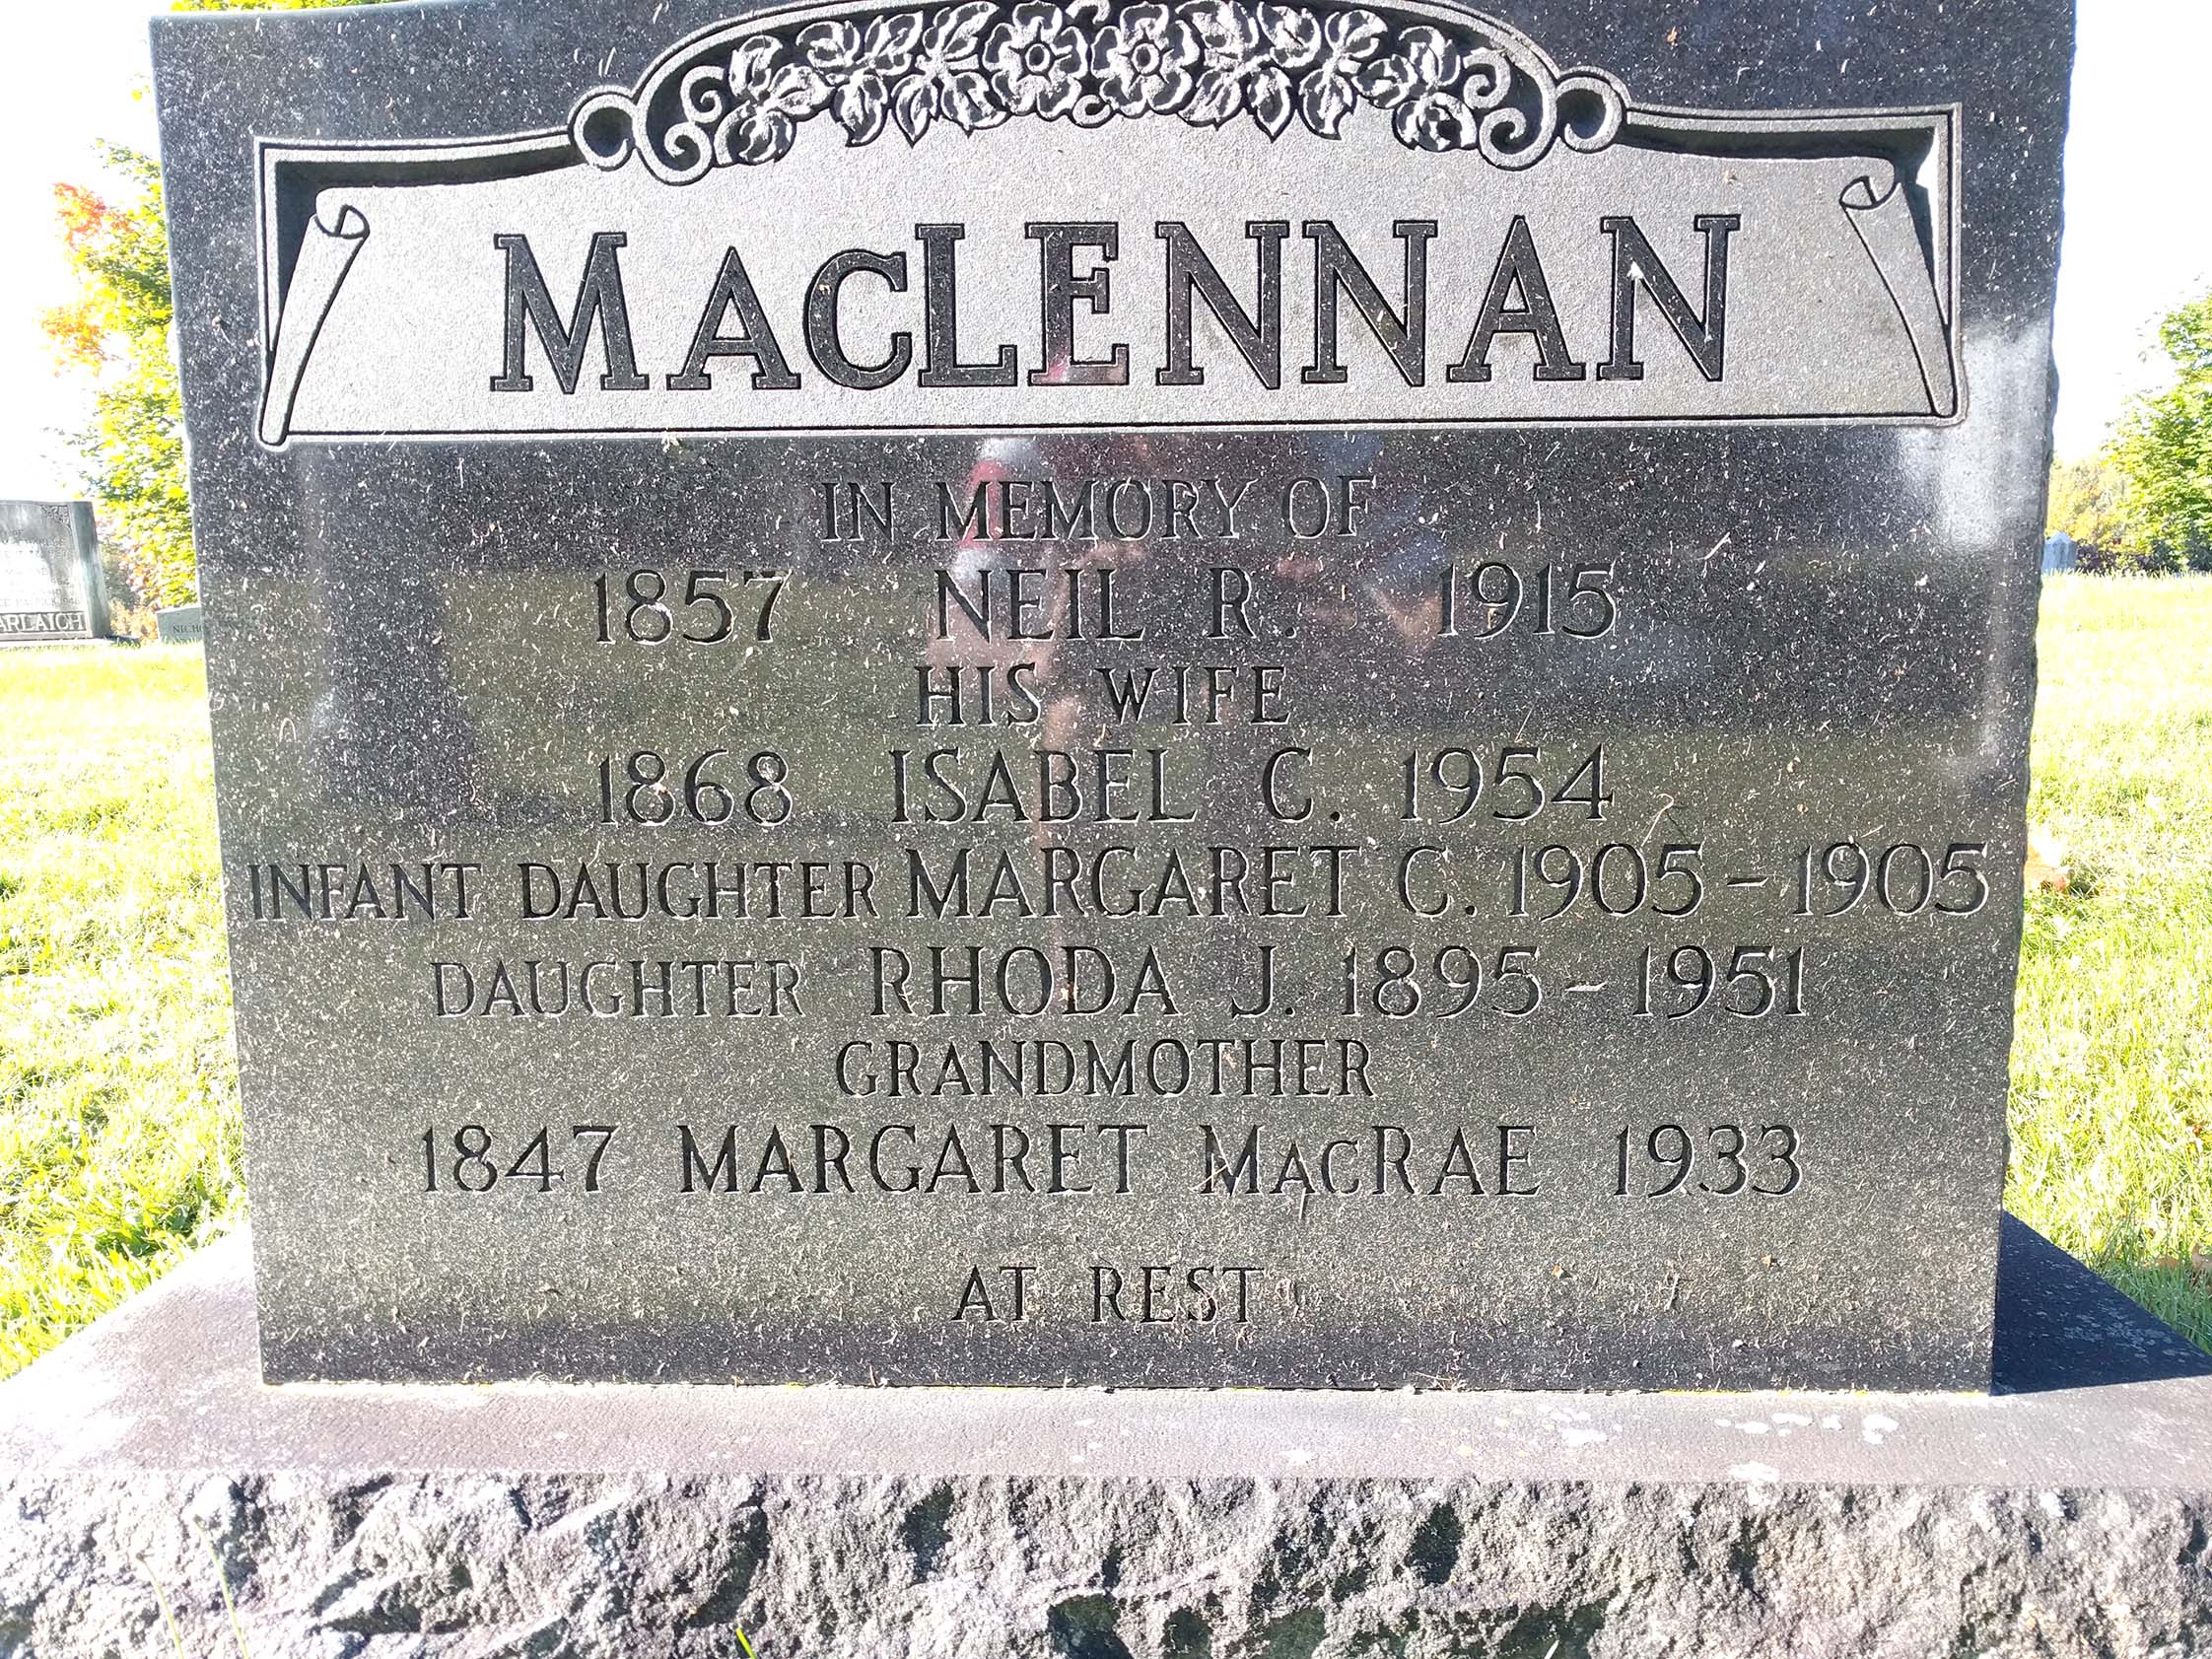 MACLENNAN
IN MEMORY OF
1857 NEIL R. 1915
HIS WIFE
1868 ISABEL C. 1954
INFANT DAUGHTER MARGARET C. 1905-1905
DAUGHTER RHODA J. 1895-1951
GRANDMOTHER
1847 MARGARET MACRAE 1933
AT REST
ARLAICH